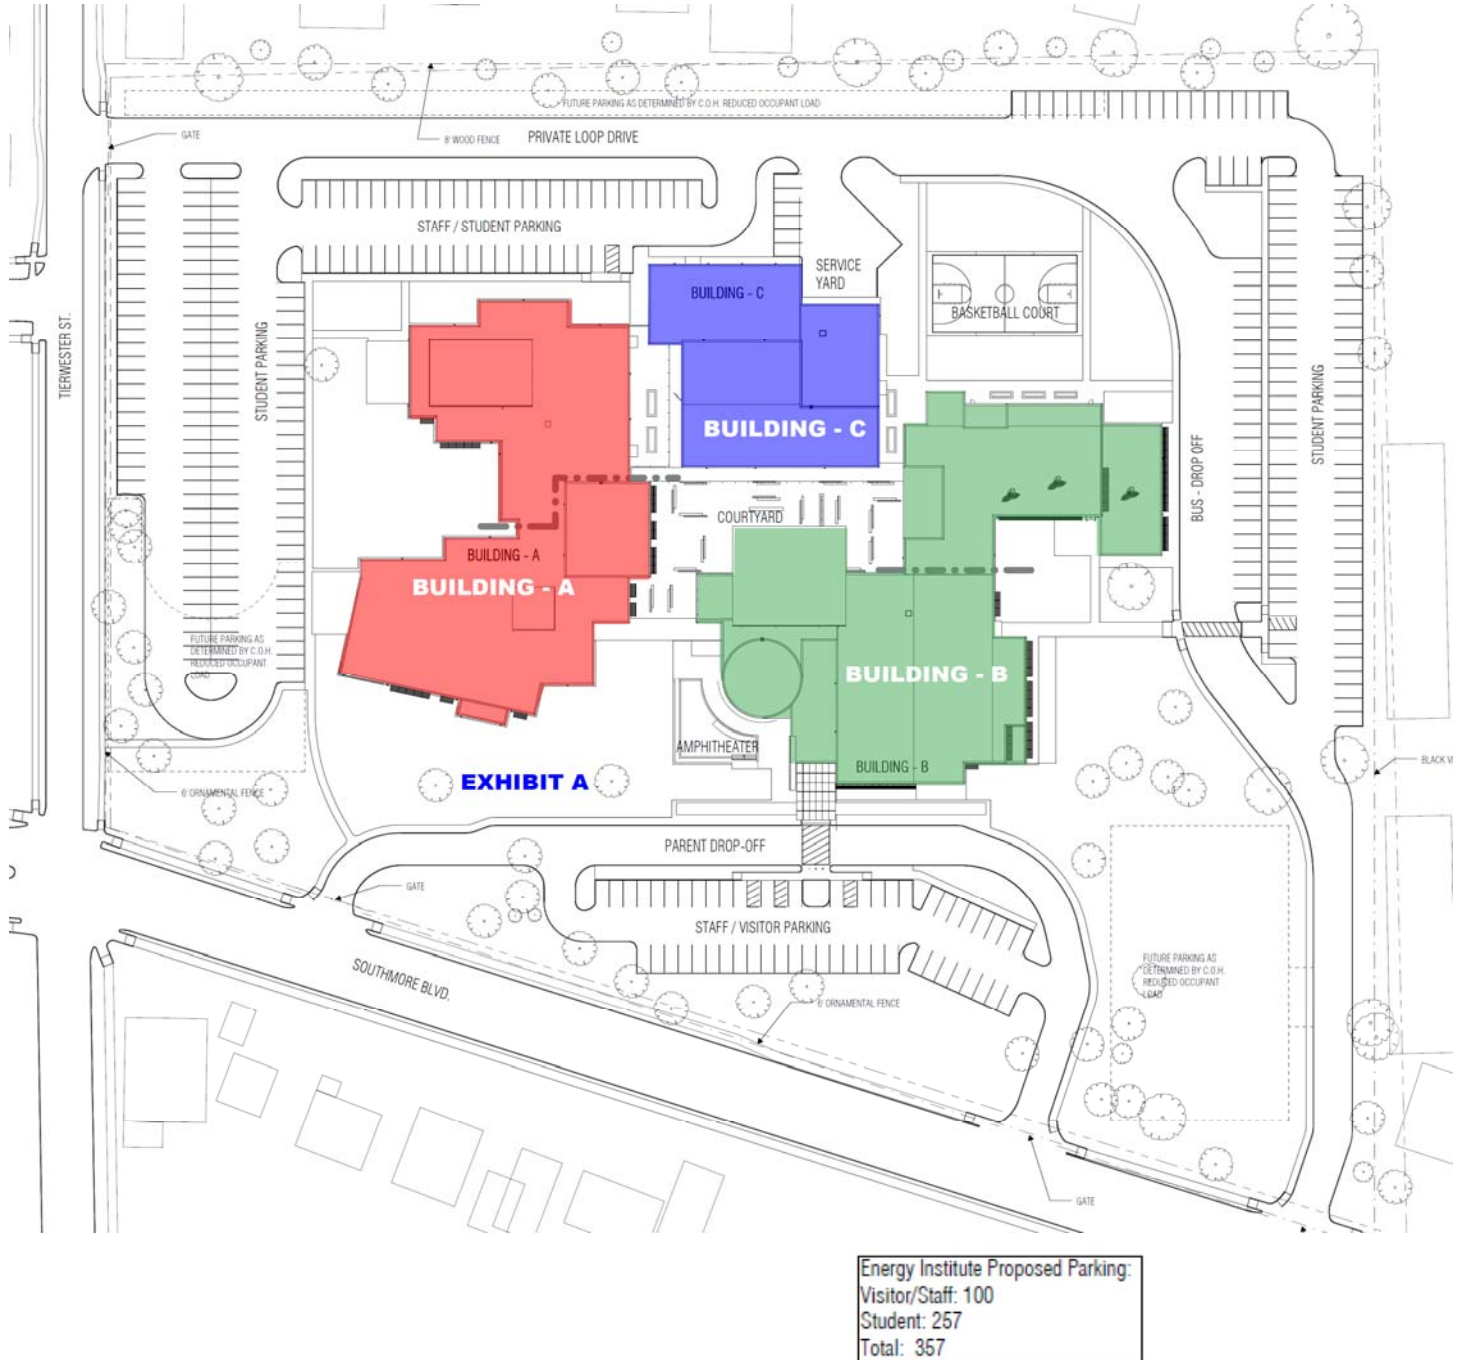 FUTURE PARKING AS DETERMINED BY C.O.H. REDUCED OCCUPANT LOAD
GATE
8' WOOD FENCE
PRIVATE LOOP DRIVE
STAFF / STUDENT PARKING
SERVICE
YARD
BUILDING - C
BASKETBALL COURT
TIERWESTER ST.
STUDENT PARKING
STUDENT PARKING
BUILDING - C
BUS - DROP OFF
COURTYARD
BUILDING - A
BUILDING - A
FUTURE PARKING AS
DETERMINED BY C.O.H.
REDUCED OCCUPANT
LOAD
BUILDING - B
AMPHITHEATER
BUILDING - B
BLACK VI
EXHIBIT A
6' ORNAMENTAL FENCE
PARENT DROP-OFF
GATE
STAFF / VISITOR PARKING
SOUTHMORE BLVD.
FUTURE PARKING AS
DETERMINED BY C.O.H.
REDUCED OCCUPANT
LOAD
6' ORNAMENTAL FENCE
GATE
Energy Institute Proposed Parking:
Visitor/Staff: 100
Student: 257
Total: 357